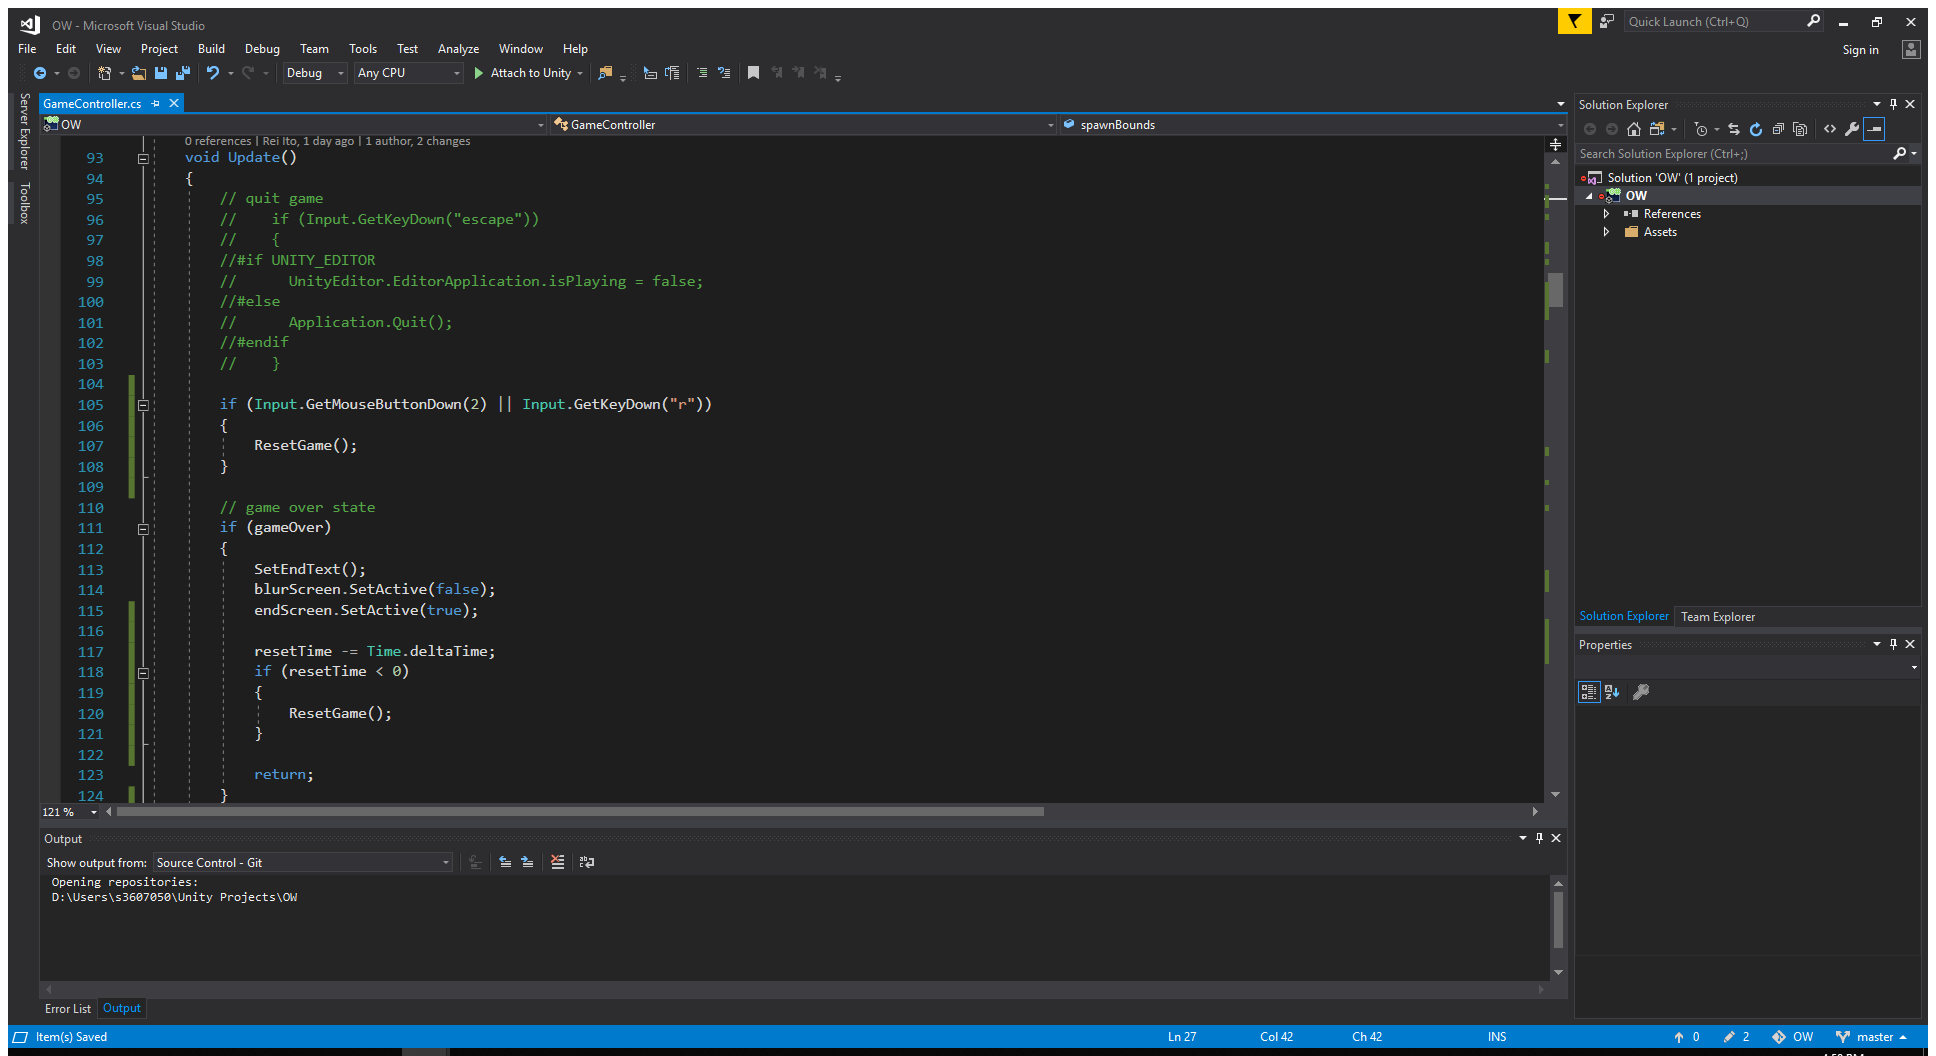 OW - Microsoft Visual Studio
Quick Launch (Ctrl+Q)
File Edit View Project Build Debug Team Tools Test Analyze Window Help
Sign in
Debug Any CPU Attach to Unity
Server Explorer
Toolbox
GameController.cs
OW GameController spawnBounds
0 references | Rei Ito, 1 day ago | 1 author, 2 changes
93 void Update()
94 {
95 // quit game
96 // if (Input.GetKeyDown("escape"))
97 // {
98 //#if UNITY_EDITOR
99 // UnityEditor.EditorApplication.isPlaying = false;
100 //#else
101 // Application.Quit();
102 //#endif
103 // }
104
105 if (Input.GetMouseButtonDown(2) || Input.GetKeyDown("r"))
106 {
107 ResetGame();
108 }
109
110 // game over state
111 if (gameOver)
112 {
113 SetEndText();
114 blurScreen.SetActive(false);
115 endScreen.SetActive(true);
116
117 resetTime -= Time.deltaTime;
118 if (resetTime < 0)
119 {
120 ResetGame();
121 }
122
123 return;
124 }
121 %
Output
Show output from: Source Control - Git
Opening repositories:
D:\Users\s3607050\Unity Projects\OW
Error List Output
Solution Explorer
Search Solution Explorer (Ctrl+;)
Solution 'OW' (1 project)
OW
References
Assets
Solution Explorer Team Explorer
Properties
Item(s) Saved Ln 27 Col 42 Ch 42 INS 0 2 OW master